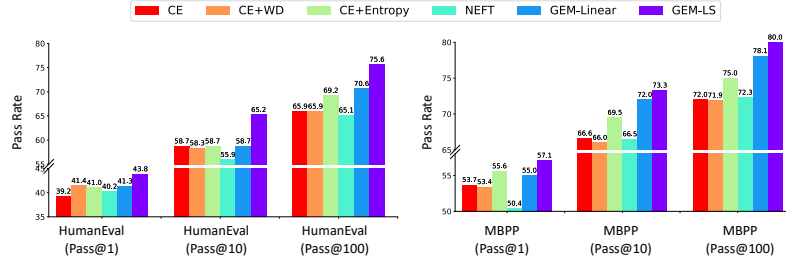 CE CE+WD CE+Entropy NEFT GEM-Linear GEM-LS
Pass Rate
80
75
70
65
60
55
45
40
35
39.2 41.4 41.0 40.2 41.3 43.8
58.7 58.3 58.7 55.9 58.7 65.2
65.9 65.9 69.2 65.1 70.6 75.6
HumanEval
(Pass@1)
HumanEval
(Pass@10)
HumanEval
(Pass@100)
Pass Rate
80
75
70
65
55
50
53.7 53.4 55.6 50.4 55.0 57.1
66.6 66.0 69.5 66.5 72.0 73.3
72.0 71.9 75.0 72.3 78.1 80.0
MBPP
(Pass@1)
MBPP
(Pass@10)
MBPP
(Pass@100)